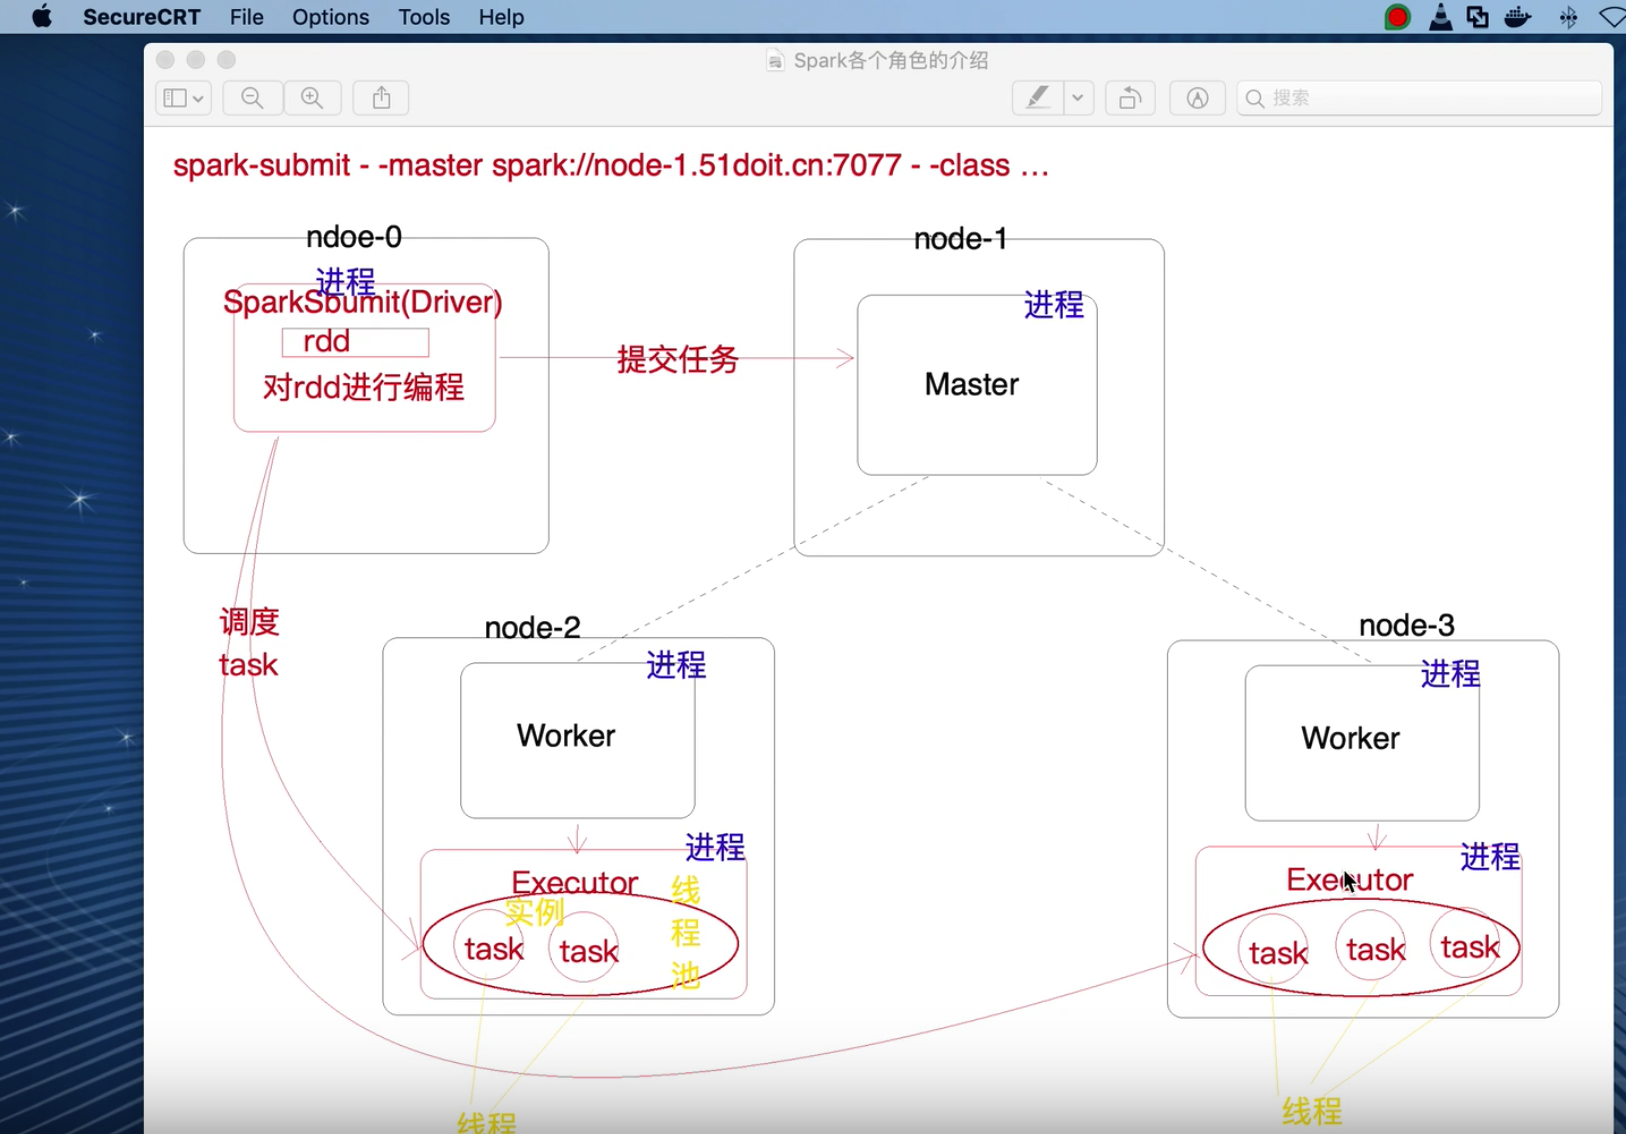 SecureCRT File Options Tools Help
Spark各个角色的介绍
搜索
spark-submit - -master spark://node-1.51doit.cn:7077 - -class …
ndoe-0
node-1
进程
进程
SparkSbumit(Driver)
rdd
对rdd进行编程
提交任务
Master
调度
task
node-2
node-3
进程
进程
Worker
Worker
进程
进程
Executor
Executor
实例
线
程
池
task task
task task task
线程
线程